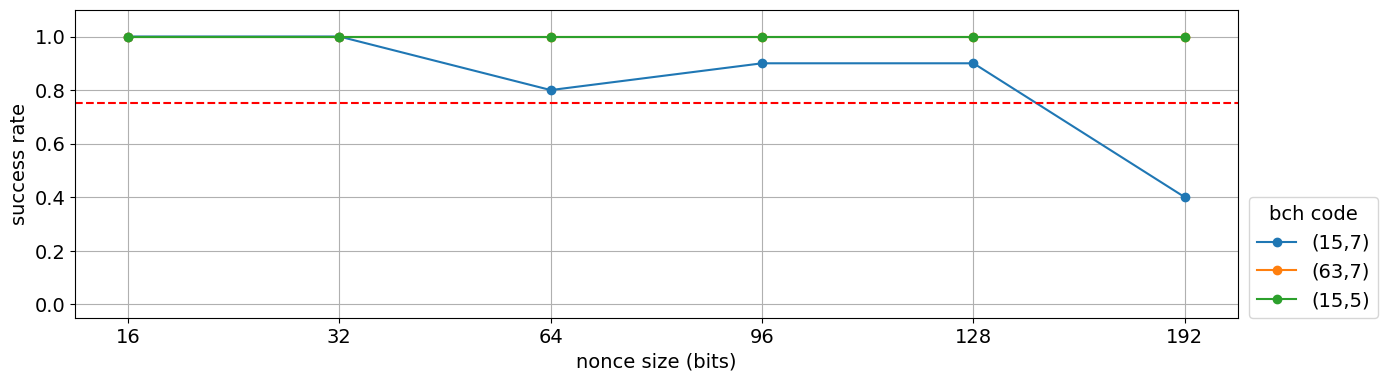 success rate
1.0
0.8
0.6
0.4
0.2
0.0
16 32 64 96 128 192
nonce size (bits)
bch code
(15,7)
(63,7)
(15,5)